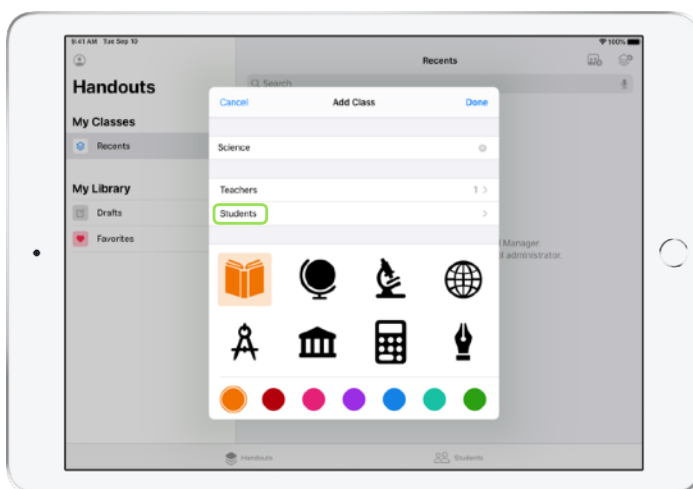 9:41 AM Tue Sep 10
100%
Handouts
Recents
Search
My Classes
Recents
My Library
Drafts
Favorites
Cancel
Add Class
Done
Science
Teachers
1
Students
Manager.
administrator.
Handouts
Students